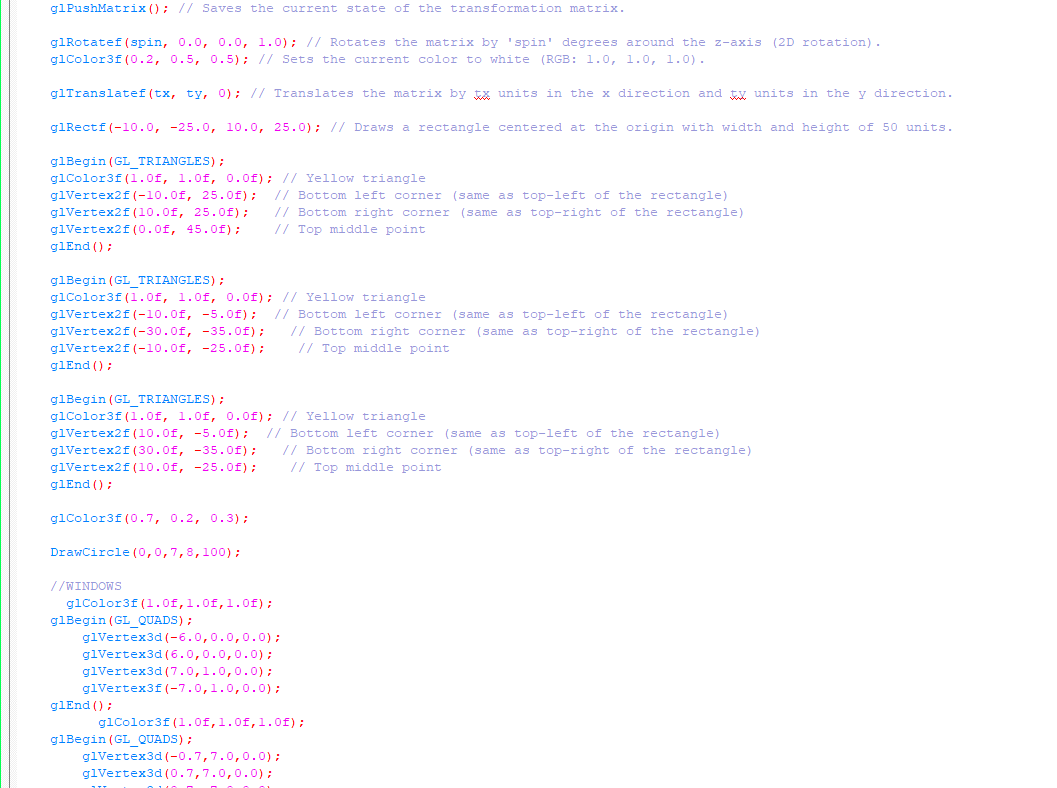 glPushMatrix(); // Saves the current state of the transformation matrix.
glRotatef(spin, 0.0, 0.0, 1.0); // Rotates the matrix by 'spin' degrees around the z-axis (2D rotation).
glColor3f(0.2, 0.5, 0.5); // Sets the current color to white (RGB: 1.0, 1.0, 1.0).
glTranslatef(tx, ty, 0); // Translates the matrix by tx units in the x direction and ty units in the y direction.
glRectf(-10.0, -25.0, 10.0, 25.0); // Draws a rectangle centered at the origin with width and height of 50 units.
glBegin(GL_TRIANGLES);
glColor3f(1.0f, 1.0f, 0.0f); // Yellow triangle
glVertex2f(-10.0f, 25.0f);  // Bottom left corner (same as top-left of the rectangle)
glVertex2f(10.0f, 25.0f);   // Bottom right corner (same as top-right of the rectangle)
glVertex2f(0.0f, 45.0f);    // Top middle point
glEnd();
glBegin(GL_TRIANGLES);
glColor3f(1.0f, 1.0f, 0.0f); // Yellow triangle
glVertex2f(-10.0f, -5.0f);  // Bottom left corner (same as top-left of the rectangle)
glVertex2f(-30.0f, -35.0f);   // Bottom right corner (same as top-right of the rectangle)
glVertex2f(-10.0f, -25.0f);    // Top middle point
glEnd();
glBegin(GL_TRIANGLES);
glColor3f(1.0f, 1.0f, 0.0f); // Yellow triangle
glVertex2f(10.0f, -5.0f);  // Bottom left corner (same as top-left of the rectangle)
glVertex2f(30.0f, -35.0f);   // Bottom right corner (same as top-right of the rectangle)
glVertex2f(10.0f, -25.0f);    // Top middle point
glEnd();
glColor3f(0.7, 0.2, 0.3);
DrawCircle(0,0,7,8,100);
//WINDOWS
glColor3f(1.0f,1.0f,1.0f);
glBegin(GL_QUADS);
glVertex3d(-6.0,0.0,0.0);
glVertex3d(6.0,0.0,0.0);
glVertex3d(7.0,1.0,0.0);
glVertex3f(-7.0,1.0,0.0);
glEnd();
glColor3f(1.0f,1.0f,1.0f);
glBegin(GL_QUADS);
glVertex3d(-0.7,7.0,0.0);
glVertex3d(0.7,7.0,0.0);